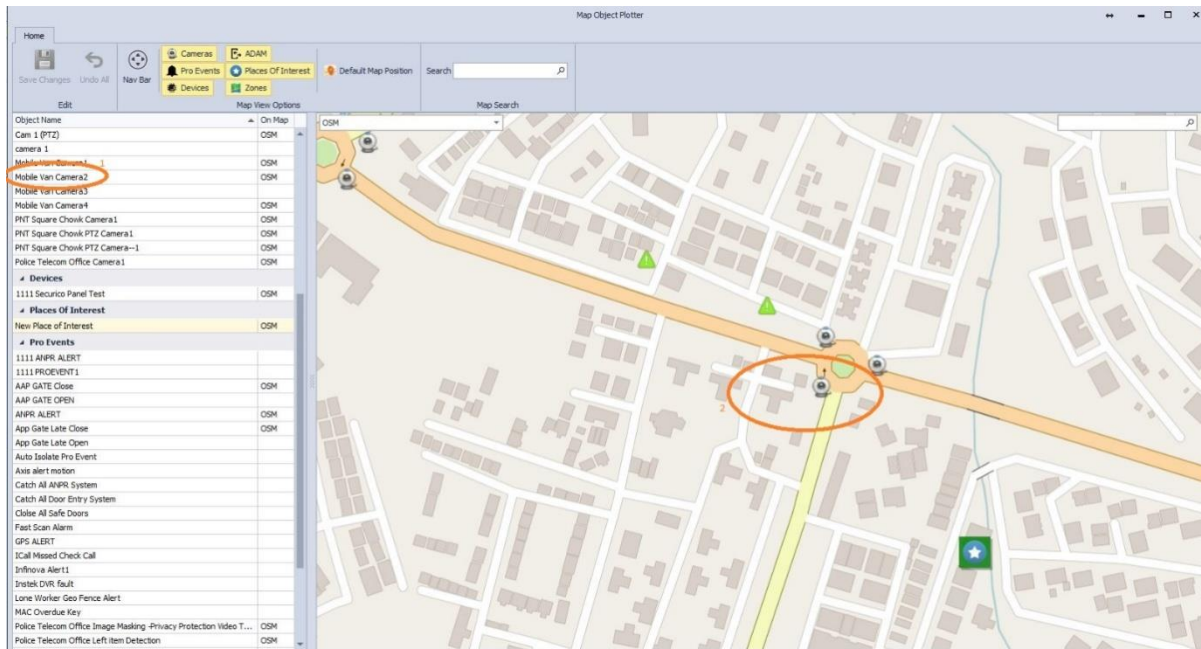 Map Object Plotter
Home
Save Changes
Undo All
Nav Bar
Cameras
ADAM
Pro Events
Places Of Interest
Devices
Zones
Default Map Position
Search
Edit
Map View Options
Map Search
Object Name On Map
OSM
Cam 1 (PTZ) OSM
camera 1
Mobile Van Camera1 1 OSM
Mobile Van Camera2 OSM
Mobile Van Camera3
Mobile Van Camera4 OSM
PNT Square Chowk Camera1 OSM
PNT Square Chowk PTZ Camera1 OSM
PNT Square Chowk PTZ Camera--1 OSM
Police Telecom Office Camera1 OSM
Devices
1111 Securico Panel Test OSM
Places Of Interest
New Place of Interest OSM
Pro Events
1111 ANPR ALERT
1111 PROEVENT1
AAP GATE Close OSM
AAP GATE OPEN
ANPR ALERT OSM
App Gate Late Close OSM
App Gate Late Open
Auto Isolate Pro Event
Axis alert motion
Catch All ANPR System
Catch All Door Entry System
Clolse All Safe Doors
Fast Scan Alarm
GPS ALERT
ICall Missed Check Call
Infinova Alert1
Instek DVR fault
Lone Worker Geo Fence Alert
MAC Overdue Key
Police Telecom Office Image Masking -Privacy Protection Video T... OSM
Police Telecom Office Left item Detection OSM
2